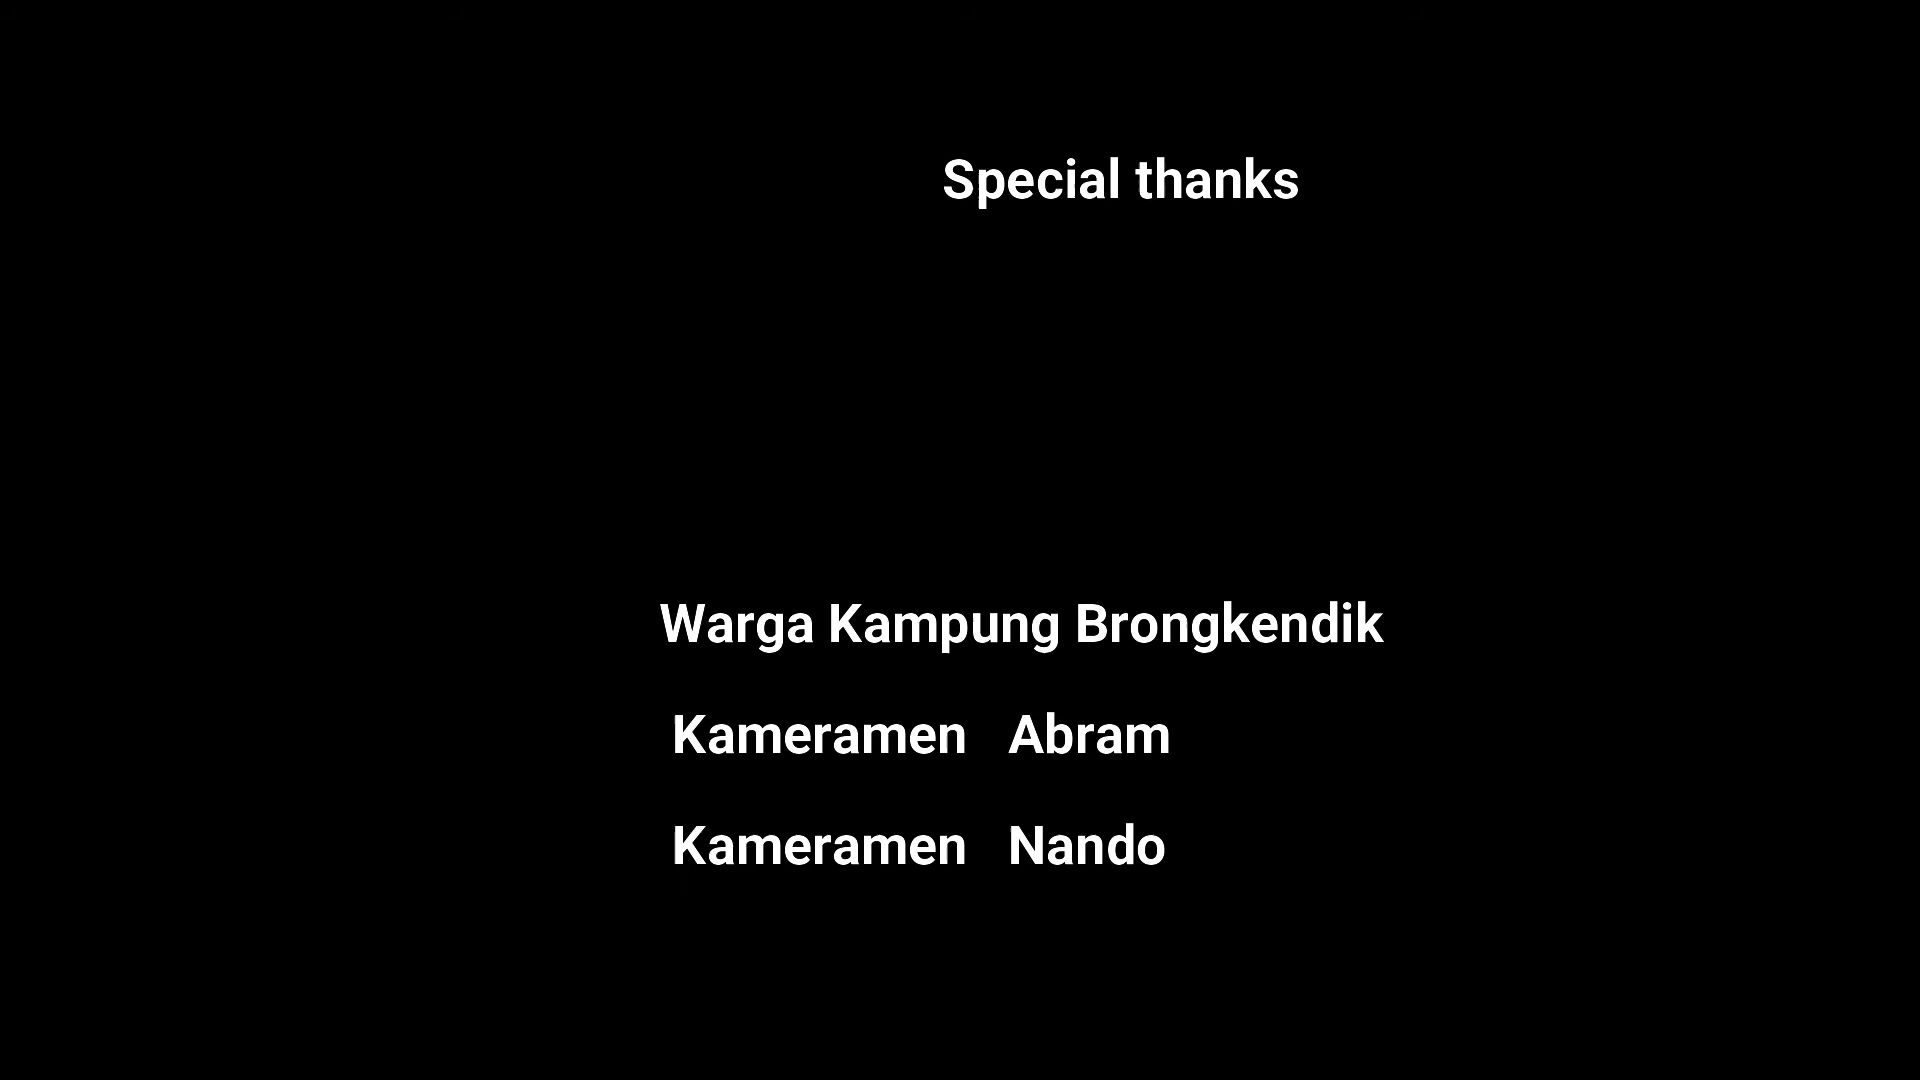 Special thanks
Warga Kampung Brongkendik
Kameramen Abram
Kameramen Nando